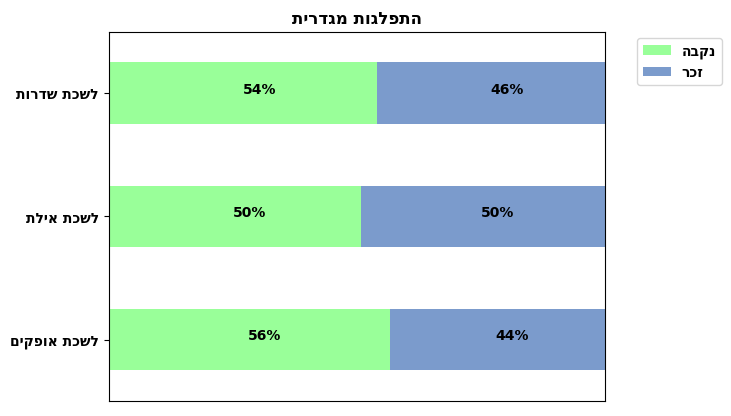 התפלגות מגדרית
נקבה
זכר
לשכת שדרות
54%
46%
לשכת אילת
50%
50%
לשכת אופקים
56%
44%